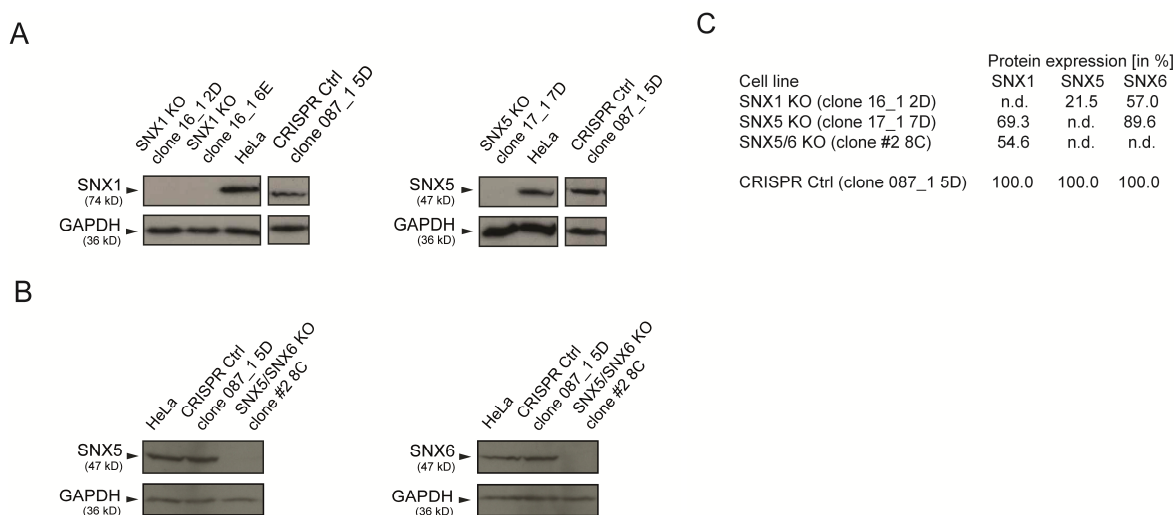 A
SNX1 KO
clone 16_1 2D
SNX1 KO
clone 16_1 6E
HeLa
CRISPR Ctrl
clone 087_1 5D
SNX1
(74 kD)
GAPDH
(36 kD)
SNX5 KO
clone 17_1 7D
HeLa
CRISPR Ctrl
clone 087_1 5D
SNX5
(47 kD)
GAPDH
(36 kD)
B
HeLa
CRISPR Ctrl
clone 087_1 5D
SNX5/SNX6 KO
clone #2 8C
SNX5
(47 kD)
GAPDH
(36 kD)
HeLa
CRISPR Ctrl
clone 087_1 5D
SNX5/SNX6 KO
clone #2 8C
SNX6
(47 kD)
GAPDH
(36 kD)
C
Protein expression [in %]
Cell line SNX1 SNX5 SNX6
SNX1 KO (clone 16_1 2D) n.d. 21.5 57.0
SNX5 KO (clone 17_1 7D) 69.3 n.d. 89.6
SNX5/6 KO (clone #2 8C) 54.6 n.d. n.d.
CRISPR Ctrl (clone 087_1 5D) 100.0 100.0 100.0